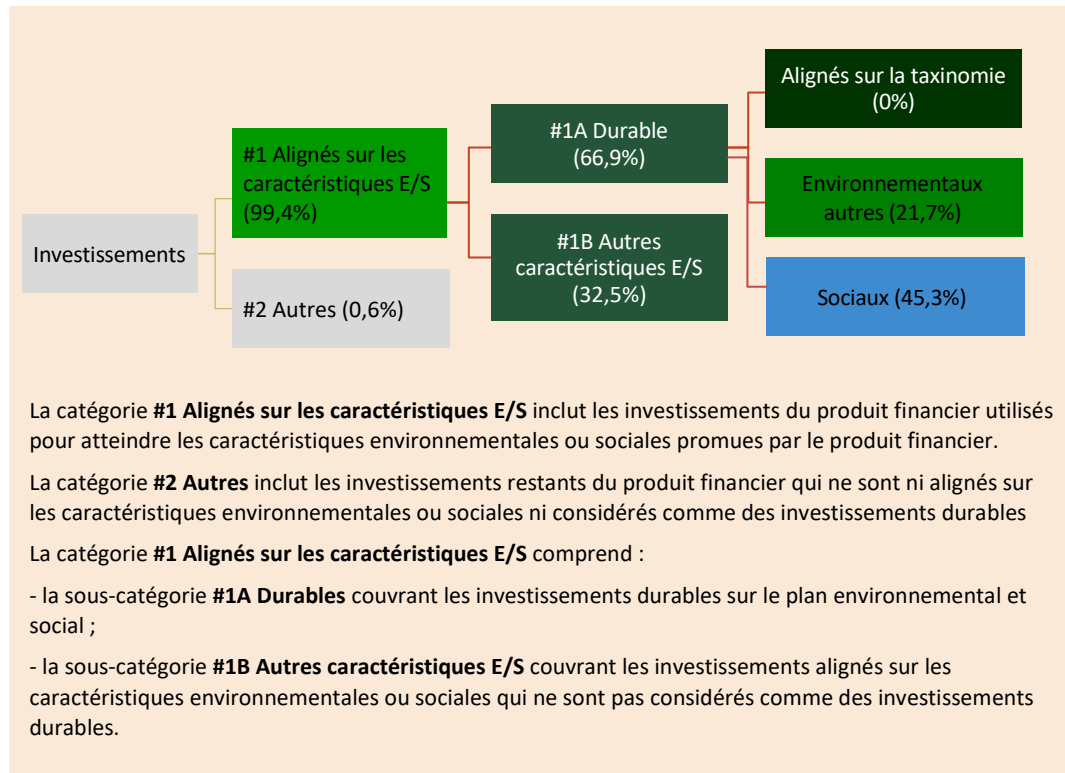 Investissements
#1 Alignés sur les
caractéristiques E/S
(99,4%)
#2 Autres (0,6%)
#1A Durable
(66,9%)
#1B Autres
caractéristiques E/S
(32,5%)
Alignés sur la taxinomie
(0%)
Environnementaux
autres (21,7%)
Sociaux (45,3%)
La catégorie #1 Alignés sur les caractéristiques E/S inclut les investissements du produit financier utilisés
pour atteindre les caractéristiques environnementales ou sociales promues par le produit financier.
La catégorie #2 Autres inclut les investissements restants du produit financier qui ne sont ni alignés sur
les caractéristiques environnementales ou sociales ni considérés comme des investissements durables
La catégorie #1 Alignés sur les caractéristiques E/S comprend :
- la sous-catégorie #1A Durables couvrant les investissements durables sur le plan environnemental et
social ;
- la sous-catégorie #1B Autres caractéristiques E/S couvrant les investissements alignés sur les
caractéristiques environnementales ou sociales qui ne sont pas considérés comme des investissements
durables.